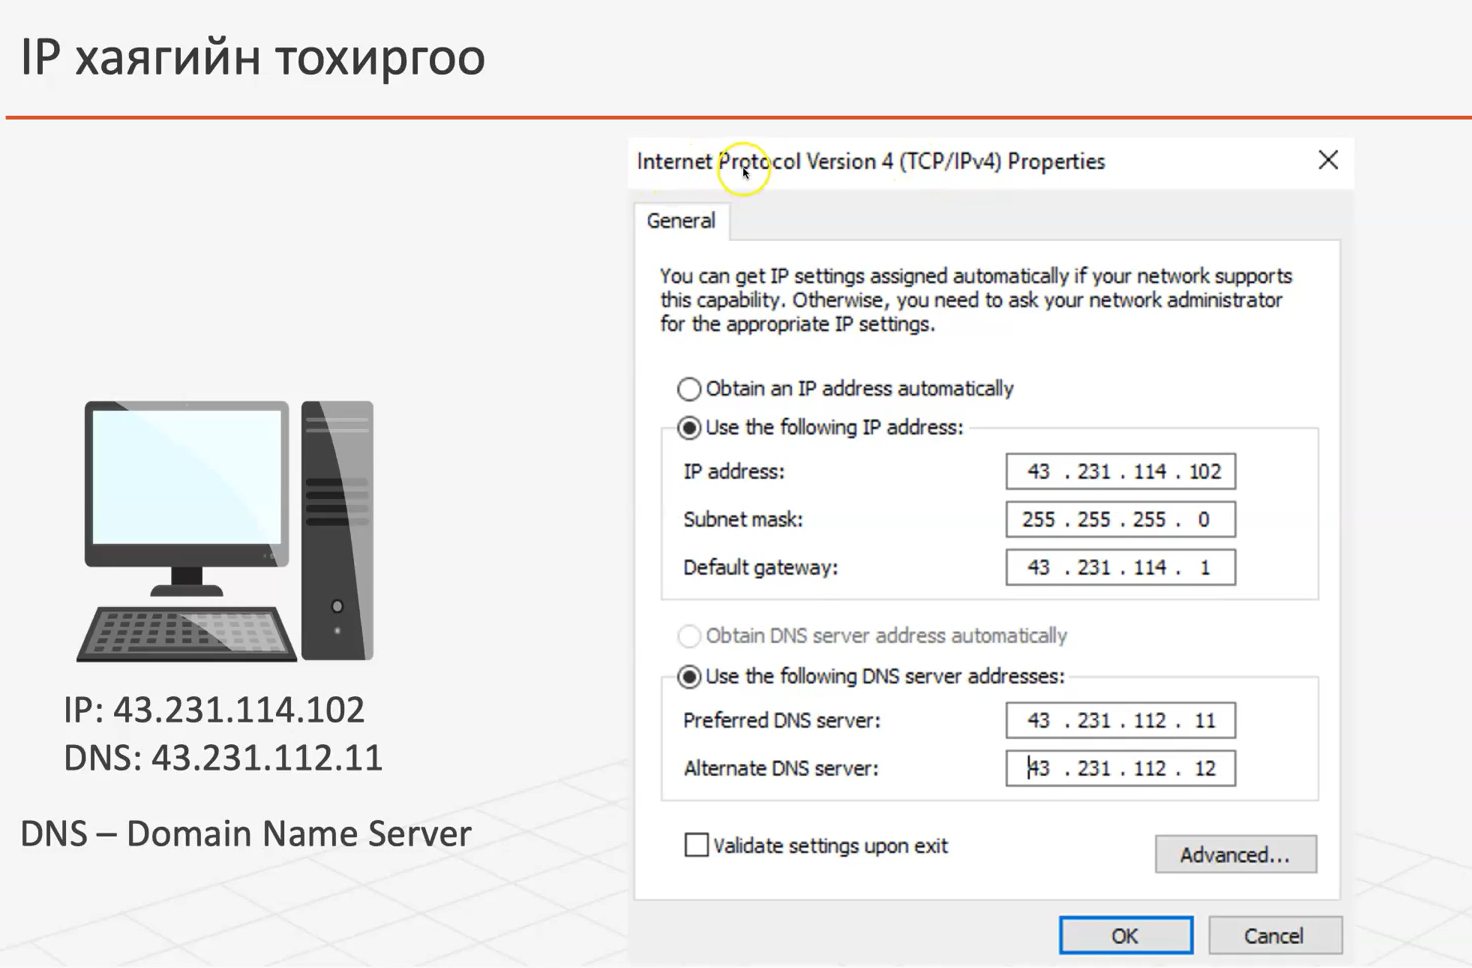 IP хаягийн тохиргоо
Internet Protocol Version 4 (TCP/IPv4) Properties
General
You can get IP settings assigned automatically if your network supports
this capability. Otherwise, you need to ask your network administrator
for the appropriate IP settings.
Obtain an IP address automatically
Use the following IP address:
IP address: 43 . 231 . 114 . 102
Subnet mask: 255 . 255 . 255 . 0
Default gateway: 43 . 231 . 114 . 1
Obtain DNS server address automatically
Use the following DNS server addresses:
Preferred DNS server: 43 . 231 . 112 . 11
Alternate DNS server: 43 . 231 . 112 . 12
Validate settings upon exit
Advanced...
OK Cancel
IP: 43.231.114.102
DNS: 43.231.112.11
DNS – Domain Name Server